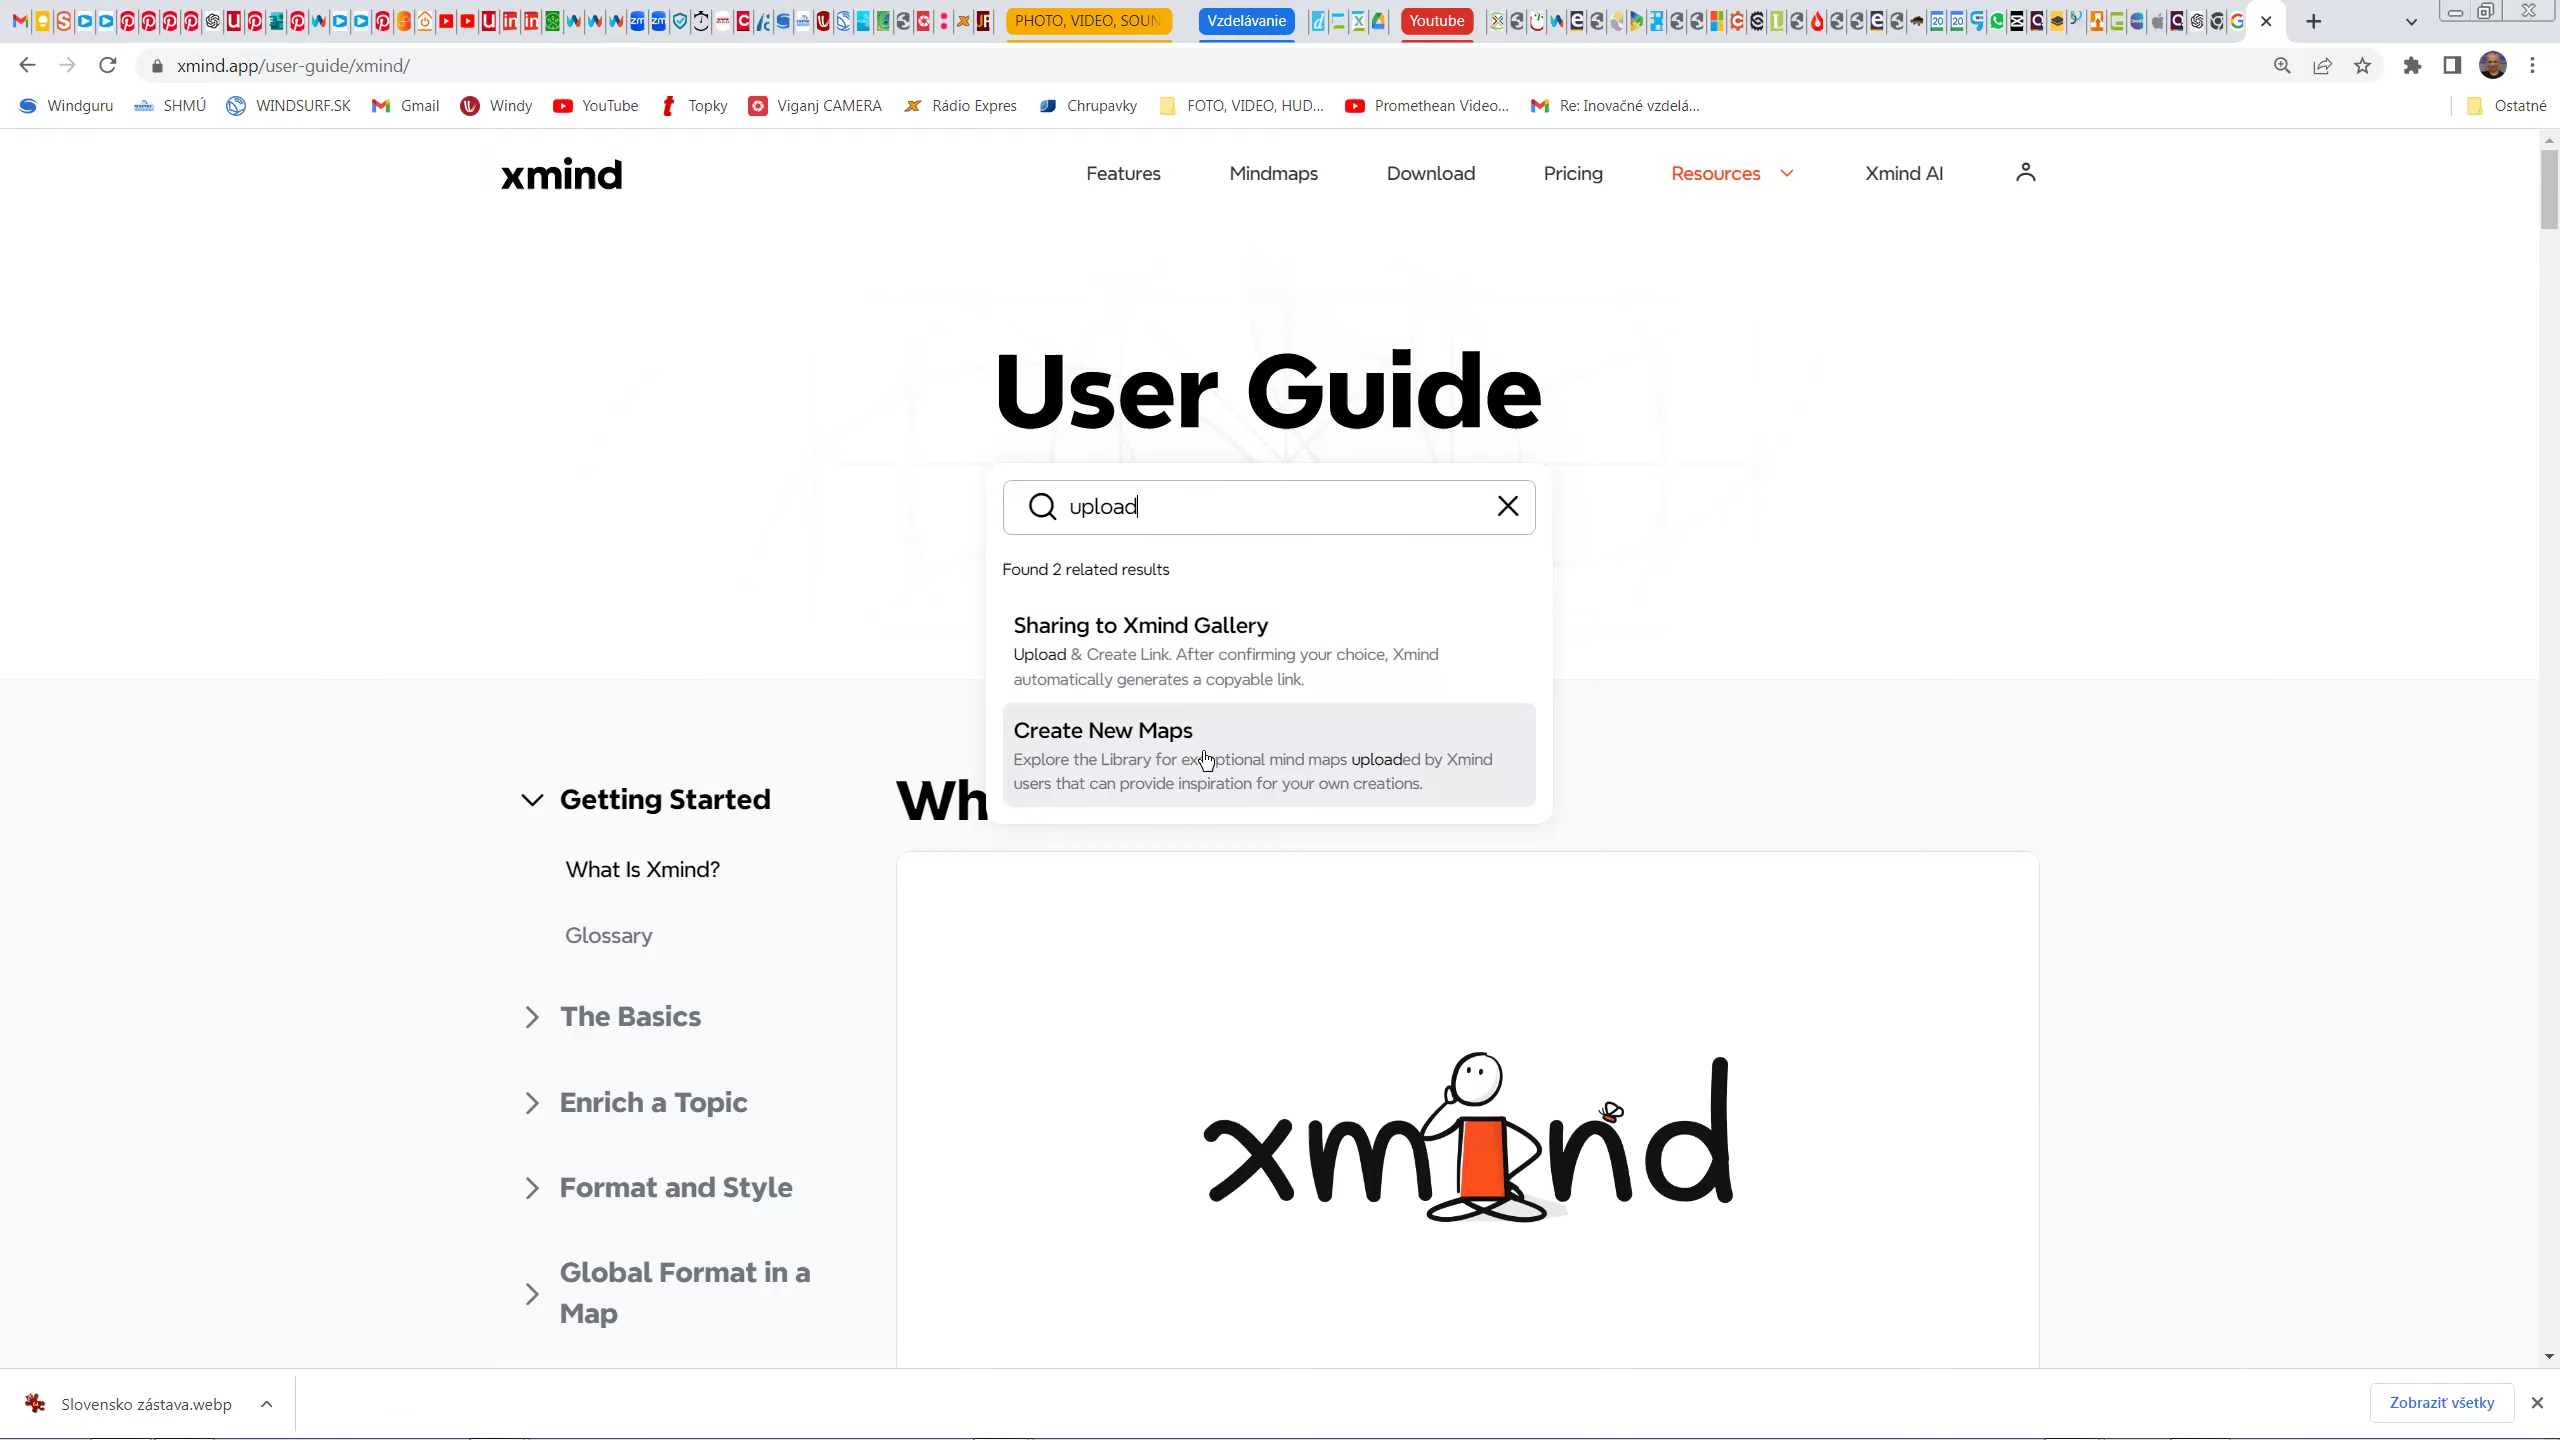 PHOTO, VIDEO, SOUN
Vzdelávanie
Youtube
xmind.app/user-guide/xmind/
Windguru
SHMÚ
WINDSURF.SK
Gmail
Windy
YouTube
Topky
Viganj CAMERA
Rádio Expres
Chrupavky
FOTO, VIDEO, HUD...
Promethean Video...
Re: Inovačné vzdelá...
Ostatné
xmind
Features
Mindmaps
Download
Pricing
Resources
Xmind AI
User Guide
upload
Found 2 related results
Sharing to Xmind Gallery
Upload & Create Link. After confirming your choice, Xmind
automatically generates a copyable link.
Create New Maps
Explore the Library for exceptional mind maps uploaded by Xmind
users that can provide inspiration for your own creations.
Getting Started
Wh
What Is Xmind?
Glossary
The Basics
Enrich a Topic
Format and Style
Global Format in a
Map
xmind
Slovensko zástava.webp
Zobraziť všetky